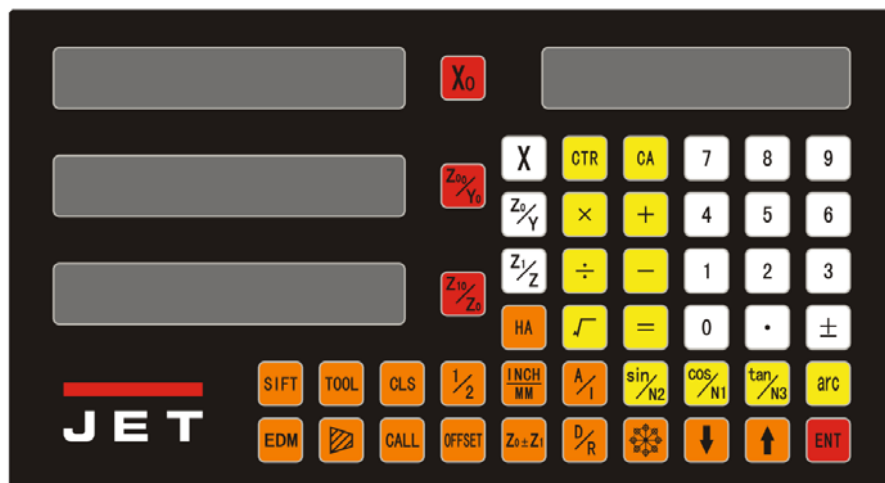 X₀
X CTR CA 7 8 9
Z₀₀/Y₀
Z₀/Y × + 4 5 6
Z₁/Z ÷ − 1 2 3
Z₁₀/Z₀
HA √ = 0 · ±
SIFT TOOL CLS 1/2 INCH/MM A/I sin/N2 cos/N1 tan/N3 arc
JET
EDM CALL OFFSET Z₀±Z₁ D/R ENT